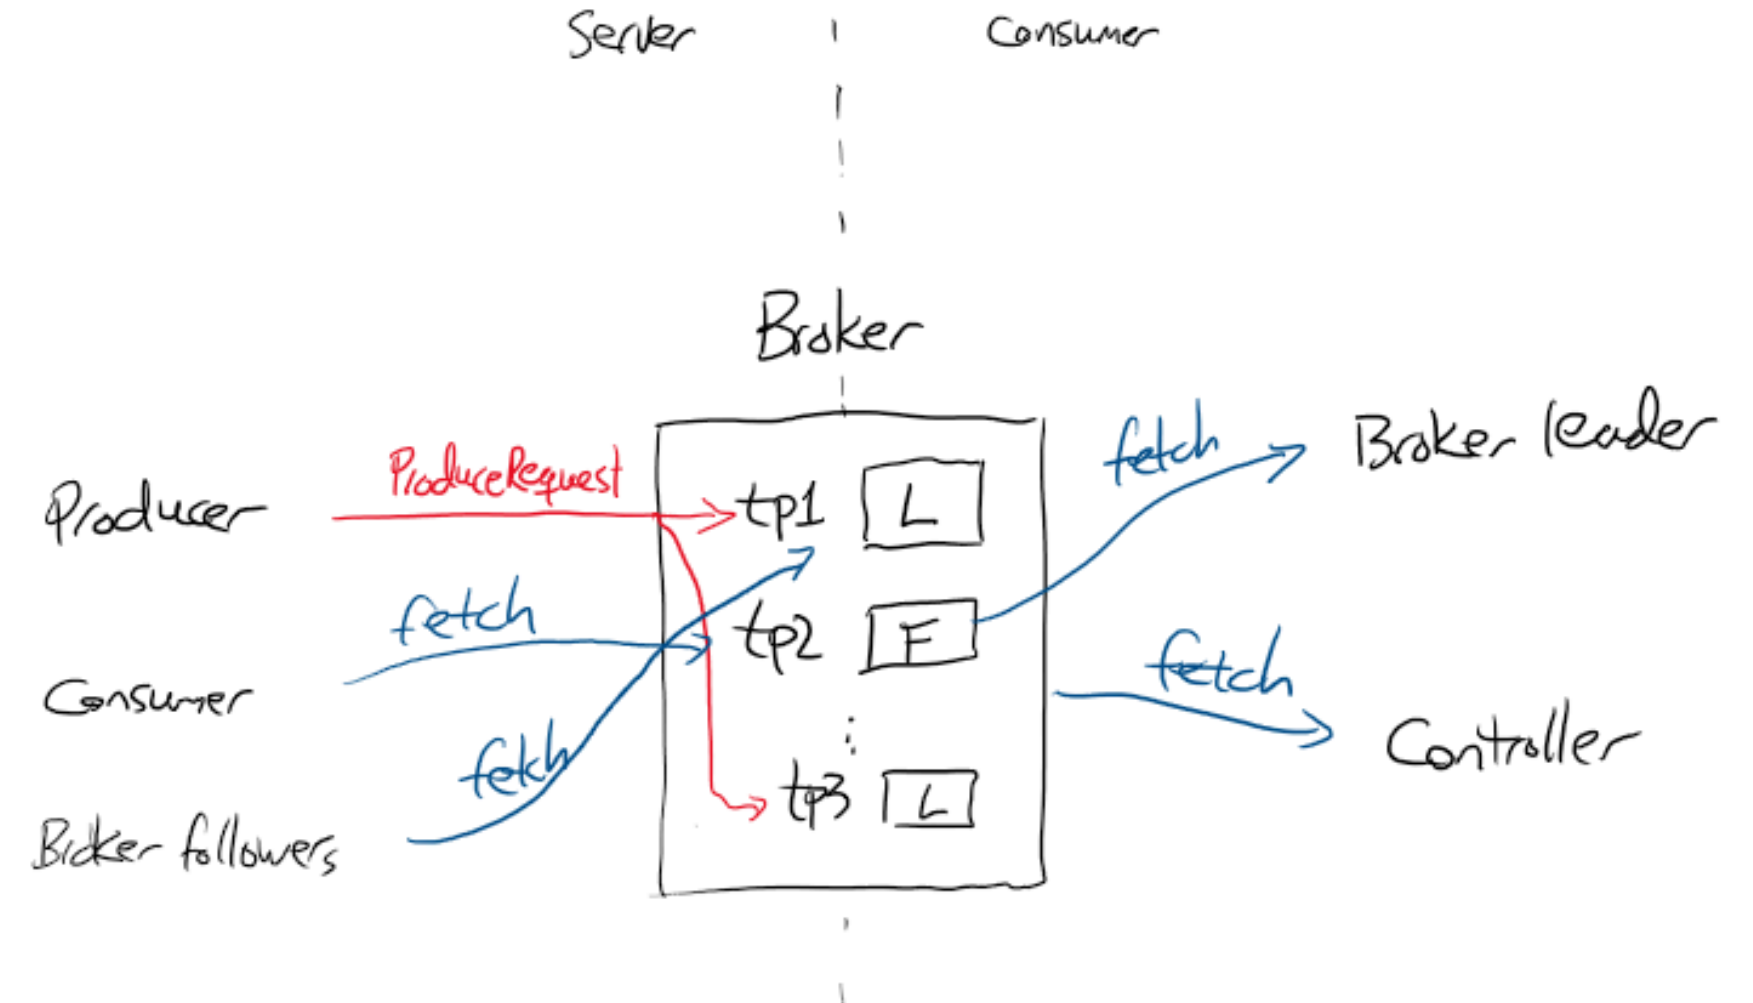 Server
Consumer
Broker
Producer
ProduceRequest
tp1
L
fetch
Broker leader
Consumer
fetch
tp2
F
fetch
Controller
Broker followers
fetch
tp3
L